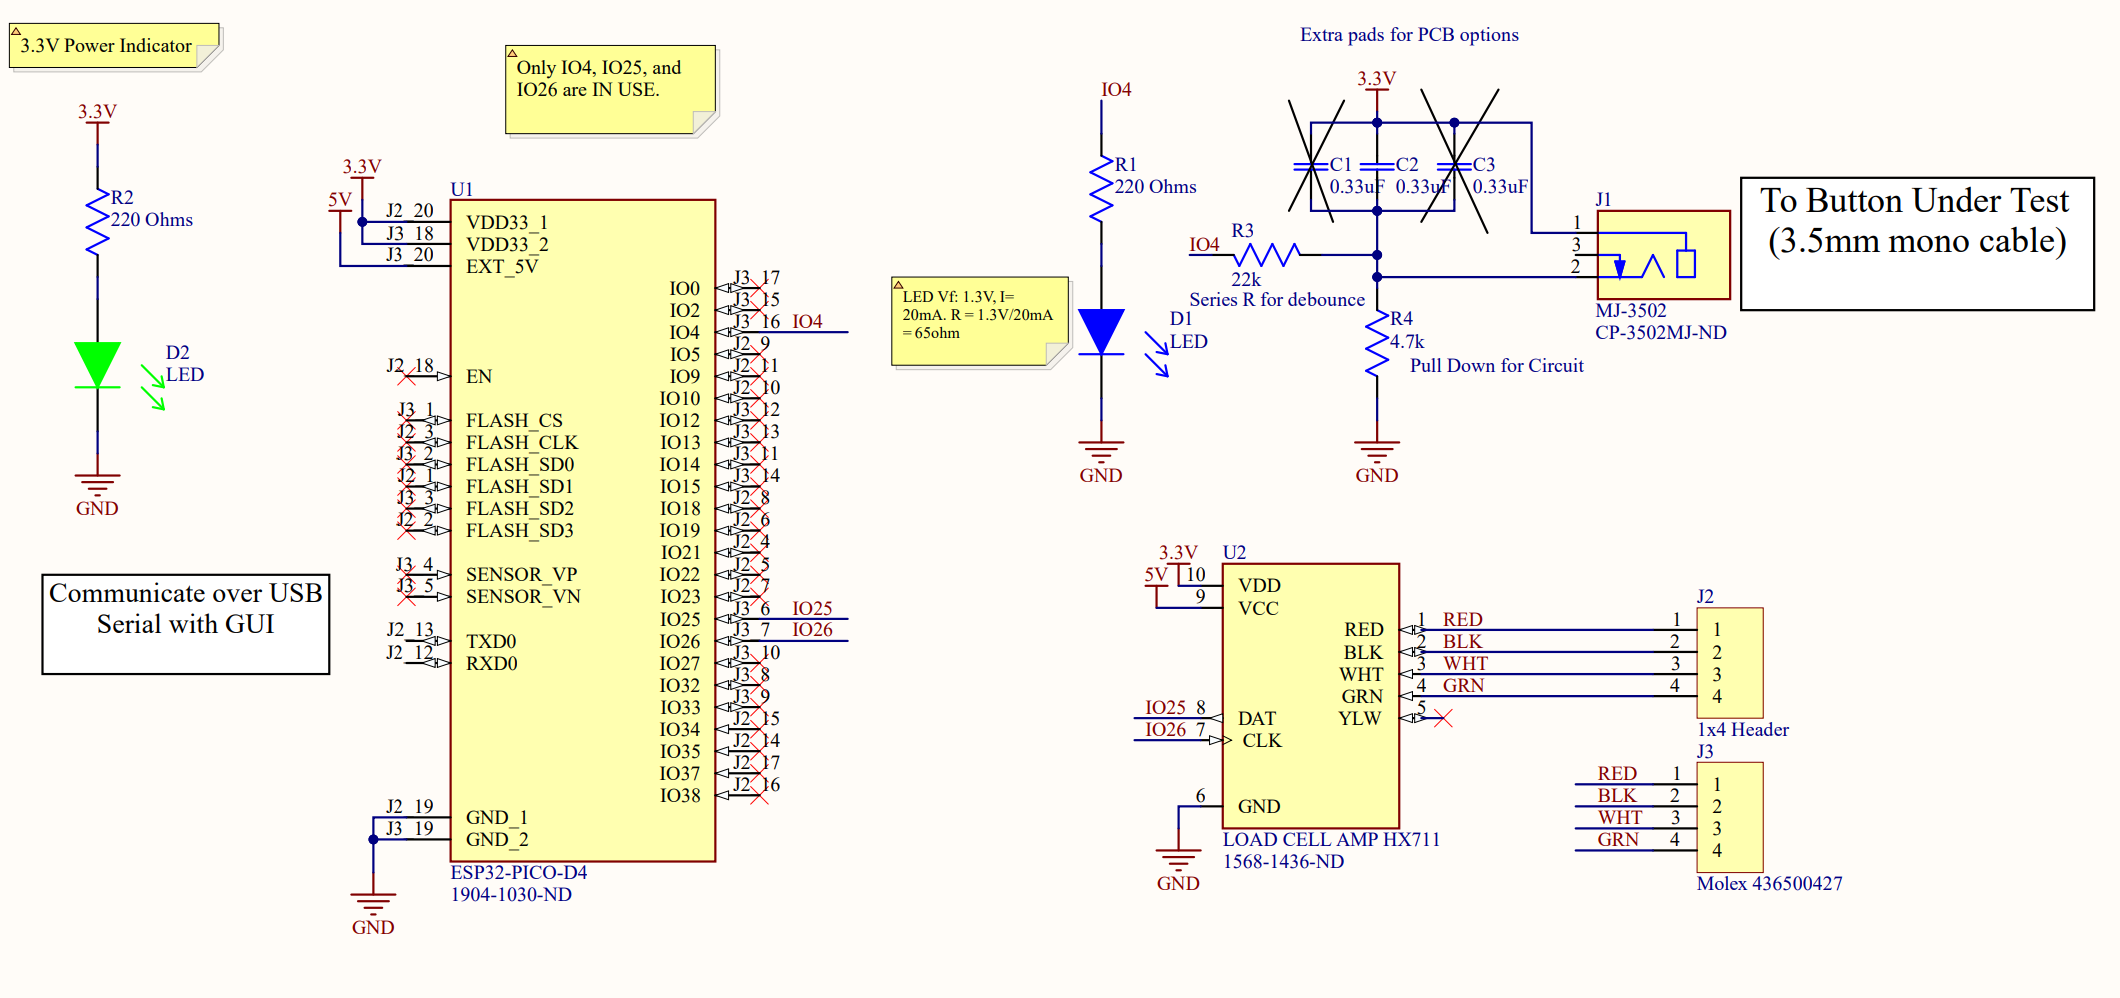 3.3V Power Indicator
3.3V
R2
220 Ohms
D2
LED
GND
Communicate over USB
Serial with GUI
Only IO4, IO25, and
IO26 are IN USE.
3.3V
5V
U1
J2 20 VDD33_1
J3 18 VDD33_2
J3 20 EXT_5V
J2 18 EN
J3 1 FLASH_CS
J2 3 FLASH_CLK
J3 2 FLASH_SD0
J2 1 FLASH_SD1
J3 3 FLASH_SD2
J2 2 FLASH_SD3
J3 4 SENSOR_VP
J3 5 SENSOR_VN
J2 13 TXD0
J2 12 RXD0
J2 19 GND_1
J3 19 GND_2
IO0 J3 17
IO2 J3 15
IO4 J3 16 IO4
IO5 J2 9
IO9 J2 11
IO10 J2 10
IO12 J3 12
IO13 J3 13
IO14 J3 11
IO15 J3 14
IO18 J2 8
IO19 J2 6
IO21 J2 4
IO22 J2 5
IO23 J2 7
IO25 J3 6 IO25
IO26 J3 7 IO26
IO27 J3 10
IO32 J3 8
IO33 J3 9
IO34 J2 15
IO35 J2 14
IO37 J2 17
IO38 J2 16
ESP32-PICO-D4
1904-1030-ND
GND
LED Vf: 1.3V, I=
20mA. R = 1.3V/20mA
= 65ohm
IO4
R1
220 Ohms
D1
LED
GND
Extra pads for PCB options
3.3V
C1
0.33uF
C2
0.33uF
C3
0.33uF
IO4
R3
22k
Series R for debounce
R4
4.7k
Pull Down for Circuit
GND
J1
1
3
2
MJ-3502
CP-3502MJ-ND
To Button Under Test
(3.5mm mono cable)
3.3V
5V
U2
10 VDD
9 VCC
IO25 8 DAT
IO26 7 CLK
6 GND
RED 1 RED
BLK 2 BLK
WHT 3 WHT
GRN 4 GRN
YLW 5
LOAD CELL AMP HX711
1568-1436-ND
GND
J2
1 1
2 2
3 3
4 4
1x4 Header
J3
RED 1 1
BLK 2 2
WHT 3 3
GRN 4 4
Molex 436500427